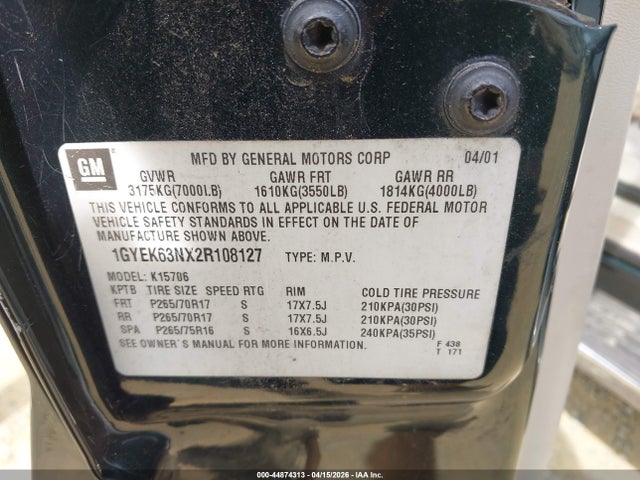 GM
MFD BY GENERAL MOTORS CORP 04/01
GVWR GAWR FRT GAWR RR
3175KG(7000LB) 1610KG(3550LB) 1814KG(4000LB)
THIS VEHICLE CONFORMS TO ALL APPLICABLE U.S. FEDERAL MOTOR
VEHICLE SAFETY STANDARDS IN EFFECT ON THE DATE OF
MANUFACTURE SHOWN ABOVE.
1GYEK63NX2R108127 TYPE: M.P.V.
MODEL: K15706
KPTB TIRE SIZE SPEED RTG RIM COLD TIRE PRESSURE
FRT P265/70R17 S 17X7.5J 210KPA(30PSI)
RR P265/70R17 S 17X7.5J 210KPA(30PSI)
SPA P265/75R16 S 16X6.5J 240KPA(35PSI)
SEE OWNER'S MANUAL FOR MORE INFORMATION.
F 438
T 171
000-44874313 - 04/15/2026 - IAA Inc.